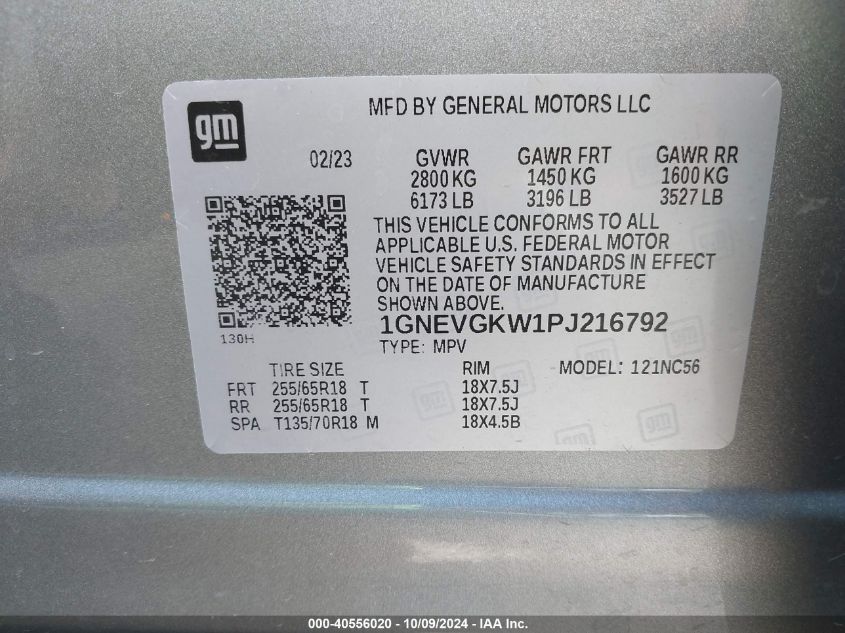 gm
MFD BY GENERAL MOTORS LLC
02/23 GVWR GAWR FRT GAWR RR
2800 KG 1450 KG 1600 KG
6173 LB 3196 LB 3527 LB
THIS VEHICLE CONFORMS TO ALL
APPLICABLE U.S. FEDERAL MOTOR
VEHICLE SAFETY STANDARDS IN EFFECT
ON THE DATE OF MANUFACTURE
SHOWN ABOVE.
130H
1GNEVGKW1PJ216792
TYPE: MPV
TIRE SIZE RIM MODEL: 121NC56
FRT 255/65R18 T 18X7.5J
RR 255/65R18 T 18X7.5J
SPA T135/70R18 M 18X4.5B
000-40556020 - 10/09/2024 - IAA Inc.